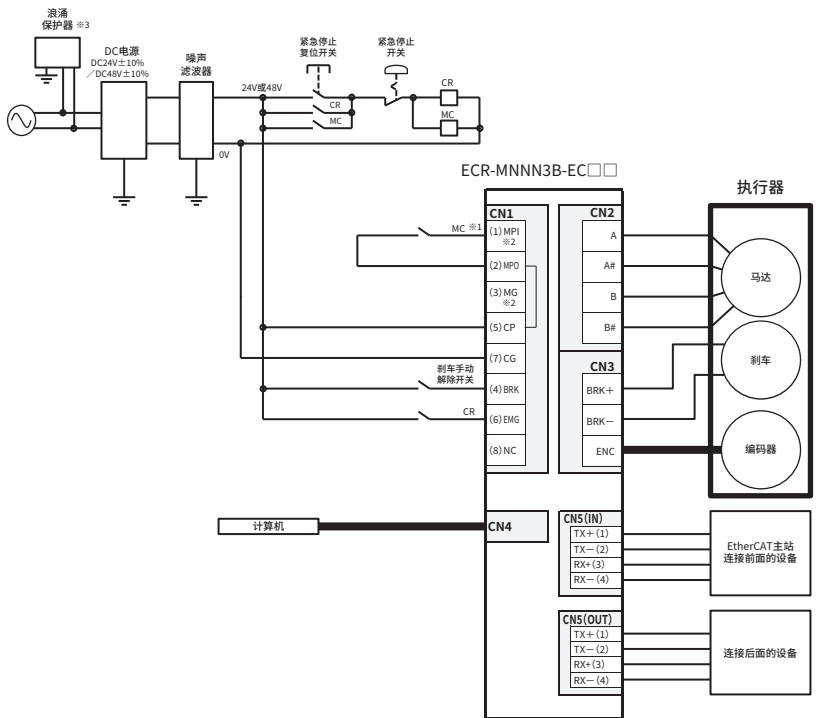 浪涌
保护器 ※3
DC电源
DC24V±10%
／DC48V±10%
噪声
滤波器
紧急停止
复位开关
紧急停止
开关
24V或48V
CR
MC
CR
MC
0V
ECR-MNNN3B-EC□□
执行器
CN1
MC ※1
(1)MPI
※2
(2)MPO
(3)MG
※2
(5)CP
(7)CG
刹车手动
解除开关
(4)BRK
CR
(6)EMG
(8)NC
CN2
A
A#
B
B#
CN3
BRK＋
BRK－
ENC
马达
刹车
编码器
计算机
CN4
CN5(IN)
TX＋(1)
TX－(2)
RX+(3)
RX－(4)
EtherCAT主站
连接前面的设备
CN5(OUT)
TX＋(1)
TX－(2)
RX+(3)
RX－(4)
连接后面的设备